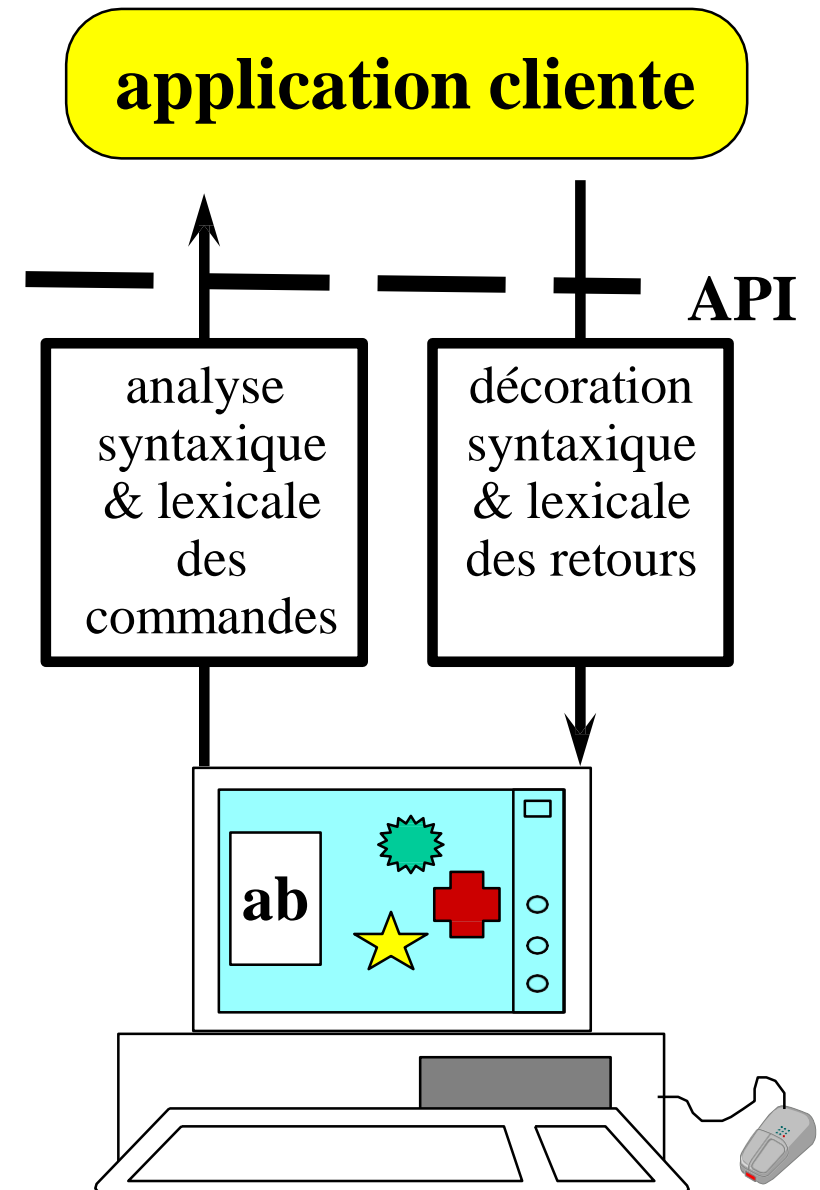 application cliente
API
analyse
syntaxique
& lexicale
des
commandes
décoration
syntaxique
& lexicale
des retours
ab